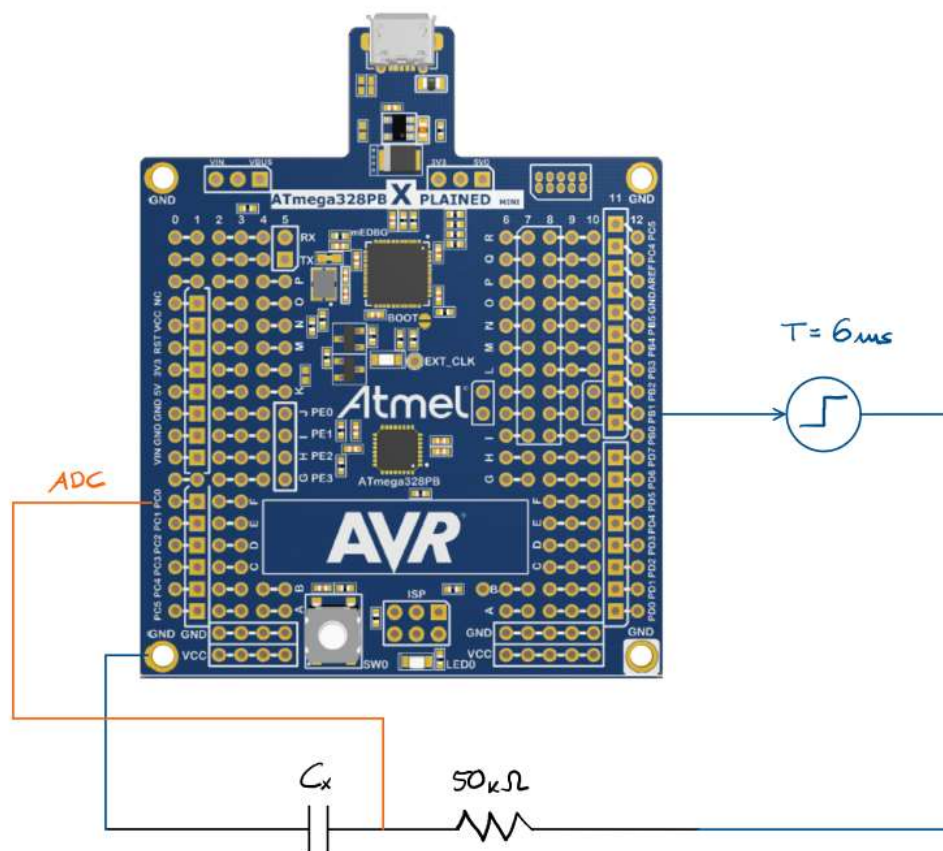 VIN VBUS
3V3 5V0
GND
GND
ATmega328PB X PLAINED MINI
0 1 2 3 4 5
6 7 8 9 10 11 12
RX
TX
mEDBG
P
O
N
M
K
J
I
H
G
F
E
D
C
B
A
R
Q
P
O
N
M
L
I
H
G
F
E
D
C
B
A
NC
VCC
RST
3V3
5V
GND
GND
VIN
PC0
PC1
PC2
PC3
PC4
PC5
PC5
PC4
AREF
GND
PB5
PB4
PB3
PB2
PB1
PB0
PD7
PD6
PD5
PD4
PD3
PD2
PD1
PD0
BOOT
EXT_CLK
Atmel
PE0
PE1
PE2
PE3
ATmega328PB
AVR
ISP
GND GND
VCC
SW0
LED0
GND
VCC
GND
T = 6ms
ADC
Cx
50kΩ